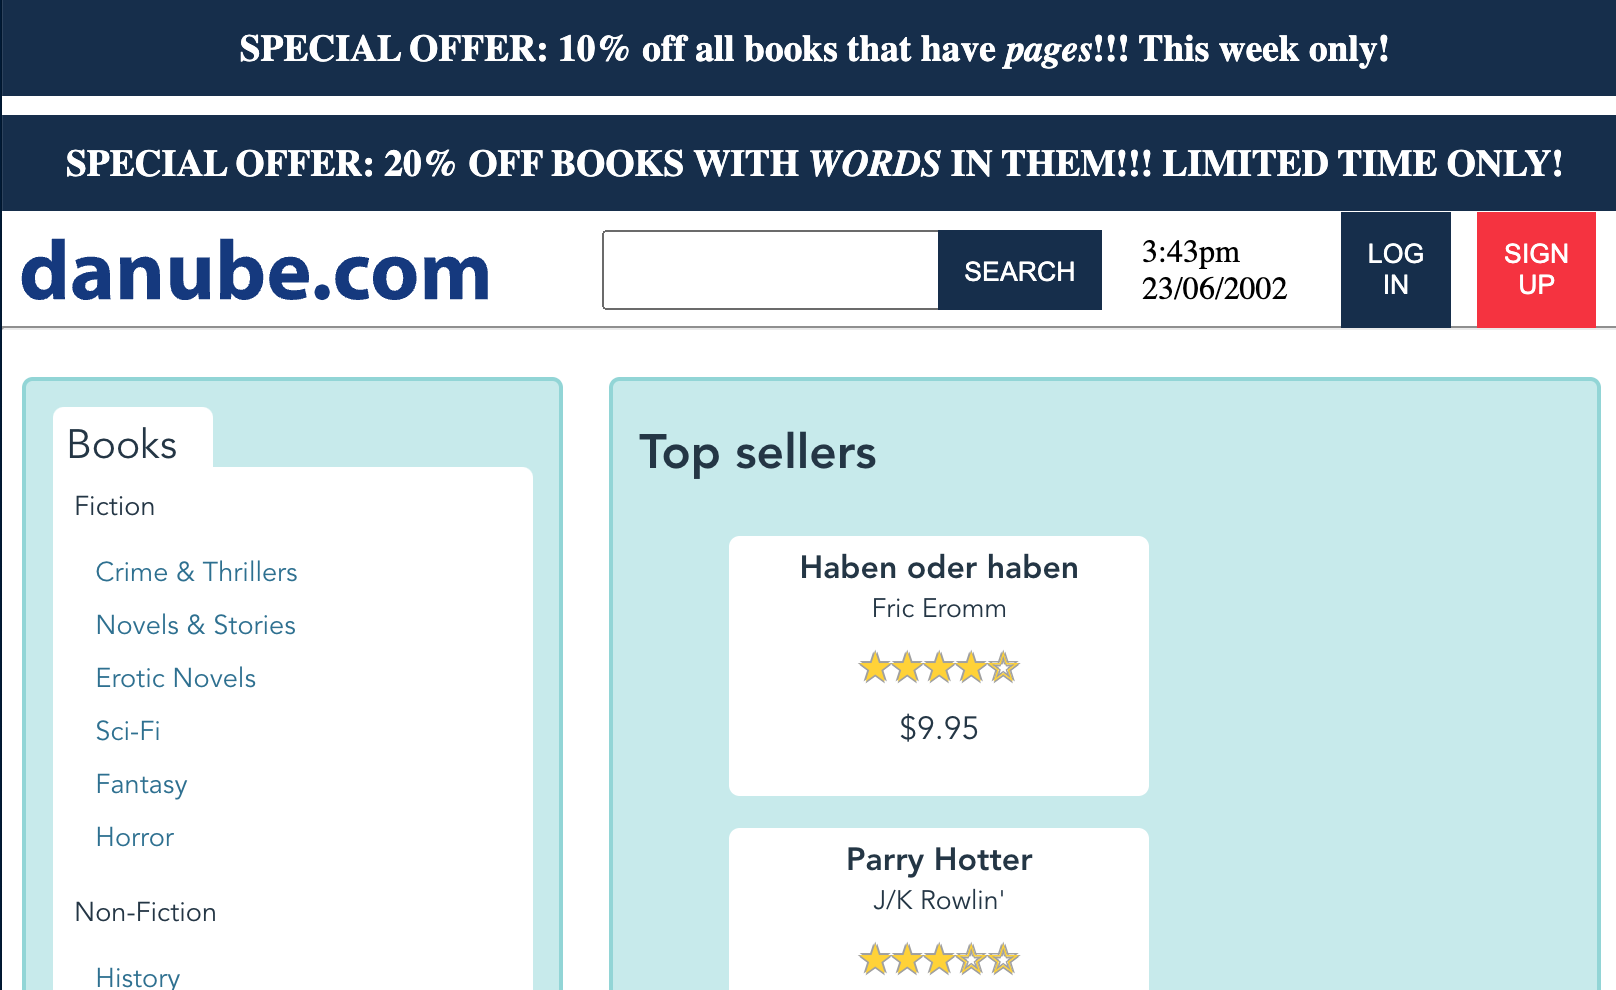 SPECIAL OFFER: 10% off all books that have pages!!! This week only!
SPECIAL OFFER: 20% OFF BOOKS WITH WORDS IN THEM!!! LIMITED TIME ONLY!
danube.com
SEARCH
3:43pm
23/06/2002
LOG
IN
SIGN
UP
Books
Fiction
Crime & Thrillers
Novels & Stories
Erotic Novels
Sci-Fi
Fantasy
Horror
Non-Fiction
History
Top sellers
Haben oder haben
Fric Eromm
$9.95
Parry Hotter
J/K Rowlin'